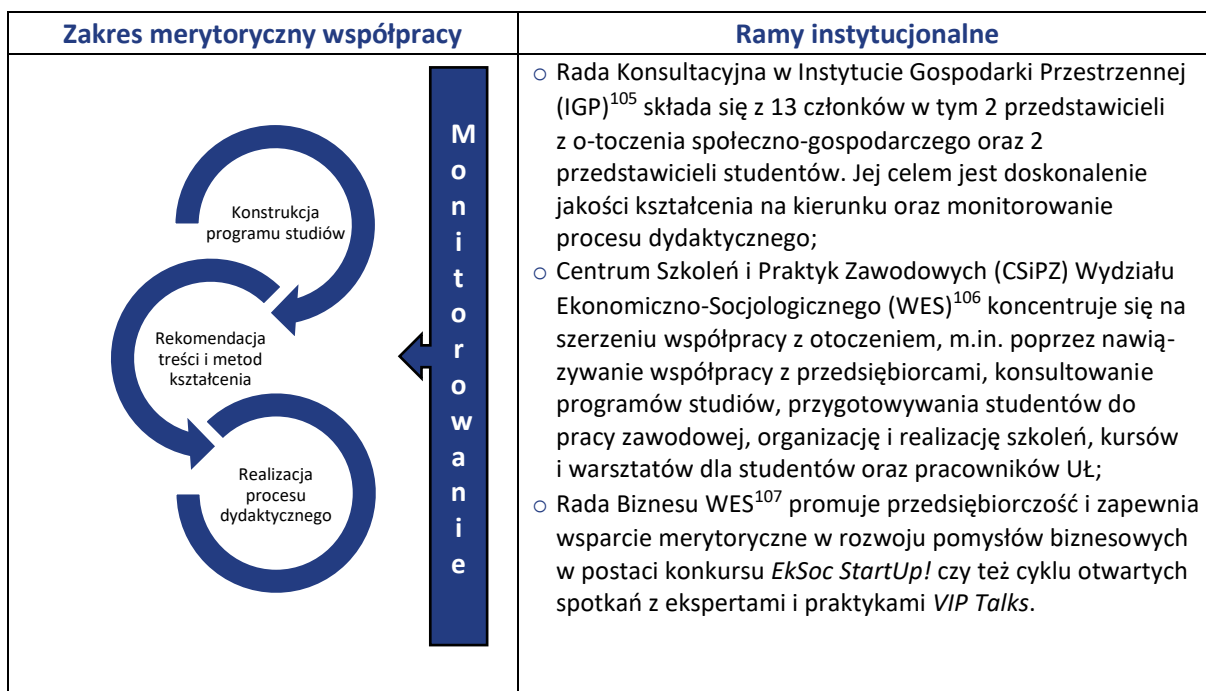 Zakres merytoryczny współpracy
Konstrukcja
programu studiów
Rekomendacja
treści i metod
kształcenia
Realizacja
procesu
dydaktycznego
Monitorowanie
Ramy instytucjonalne
o Rada Konsultacyjna w Instytucie Gospodarki Przestrzennej
(IGP)105 składa się z 13 członków w tym 2 przedstawicieli
z o-toczenia społeczno-gospodarczego oraz 2
przedstawicieli studentów. Jej celem jest doskonalenie
jakości kształcenia na kierunku oraz monitorowanie
procesu dydaktycznego;
o Centrum Szkoleń i Praktyk Zawodowych (CSiPZ) Wydziału
Ekonomiczno-Socjologicznego (WES)106 koncentruje się na
szerzeniu współpracy z otoczeniem, m.in. poprzez nawią-
zywanie współpracy z przedsiębiorcami, konsultowanie
programów studiów, przygotowywania studentów do
pracy zawodowej, organizację i realizację szkoleń, kursów
i warsztatów dla studentów oraz pracowników UŁ;
o Rada Biznesu WES107 promuje przedsiębiorczość i zapewnia
wsparcie merytoryczne w rozwoju pomysłów biznesowych
w postaci konkursu EkSoc StartUp! czy też cyklu otwartych
spotkań z ekspertami i praktykami VIP Talks.